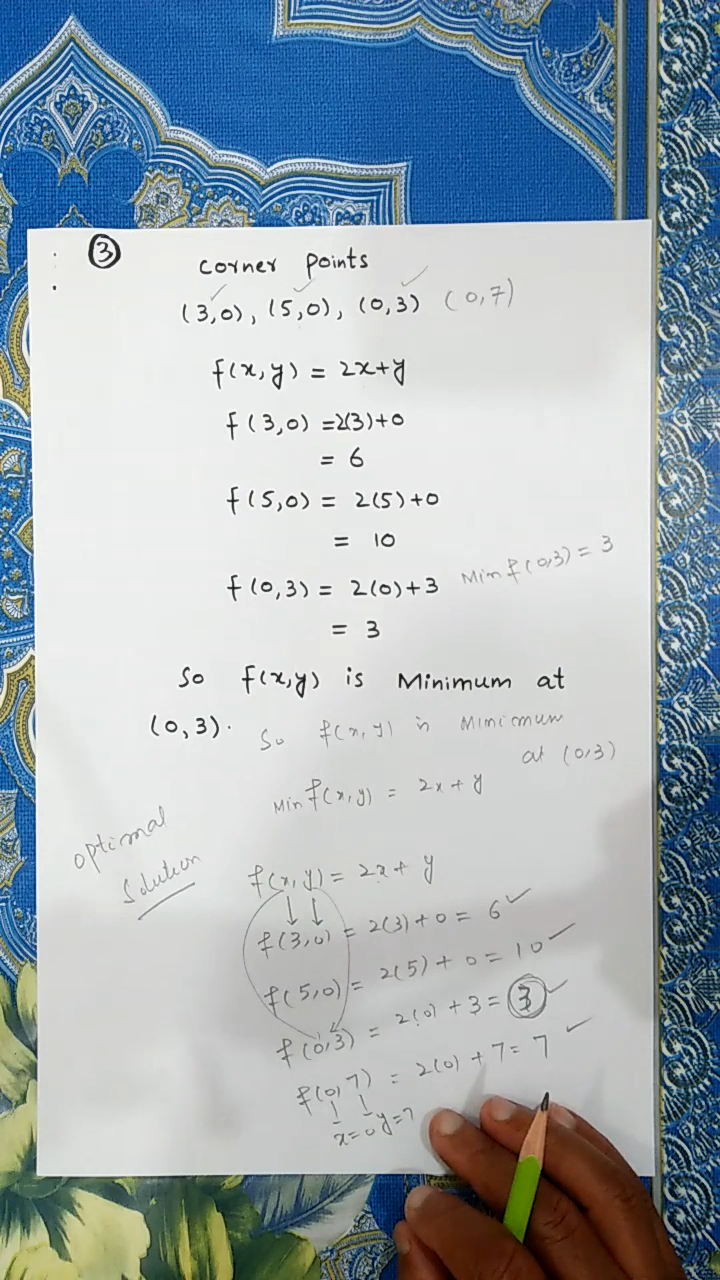 ③
Corner Points
(3,0), (5,0), (0,3) (0,7)
f(x,y) = 2x+y
f(3,0) = 2(3)+0
= 6
f(5,0) = 2(5)+0
= 10
f(0,3) = 2(0)+3 Min f(0,3) = 3
= 3
So f(x,y) is Minimum at
(0,3). So f(x,y) is Minimum
at (0,3)
Min f(x,y) = 2x+y
optimal
Solution
f(x,y) = 2x+y
↓ ↓
f(3,0) = 2(3)+0 = 6 ✓
f(5,0) = 2(5)+0 = 10 ✓
f(0,3) = 2(0)+3 = ③ ✓
f(0,7) = 2(0)+7 = 7 ✓
x=0 y=7